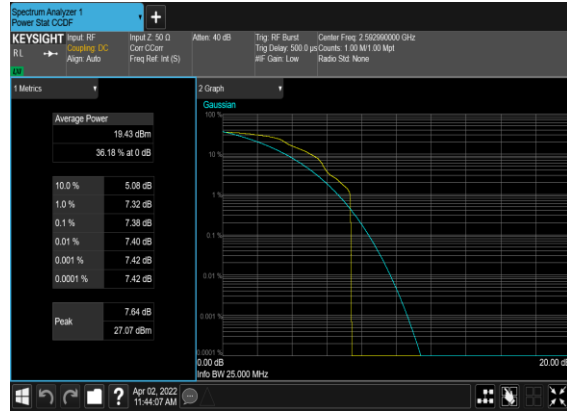 Spectrum Analyzer 1
Power Stat CCDF
KEYSIGHT
RL
LW
Input: RF
Coupling: DC
Align: Auto
Input Z: 50 Ω
Corr CCorr
Freq Ref: Int (S)
Atten: 40 dB
Trig: RF Burst
Trig Delay: 500.0 µs
#IF Gain: Low
Center Freq: 2.592990000 GHz
Counts: 1.00 M/1.00 Mpt
Radio Std: None
1 Metrics
Average Power
19.43 dBm
36.18 % at 0 dB
10.0 % 5.08 dB
1.0 % 7.32 dB
0.1 % 7.38 dB
0.01 % 7.40 dB
0.001 % 7.42 dB
0.0001 % 7.42 dB
Peak
7.64 dB
27.07 dBm
2 Graph
Gaussian
100 %
10 %
1 %
0.1 %
0.01 %
0.001 %
0.0001 %
0.00 dB
20.00 dB
Info BW 25.000 MHz
Apr 02, 2022
11:44:07 AM